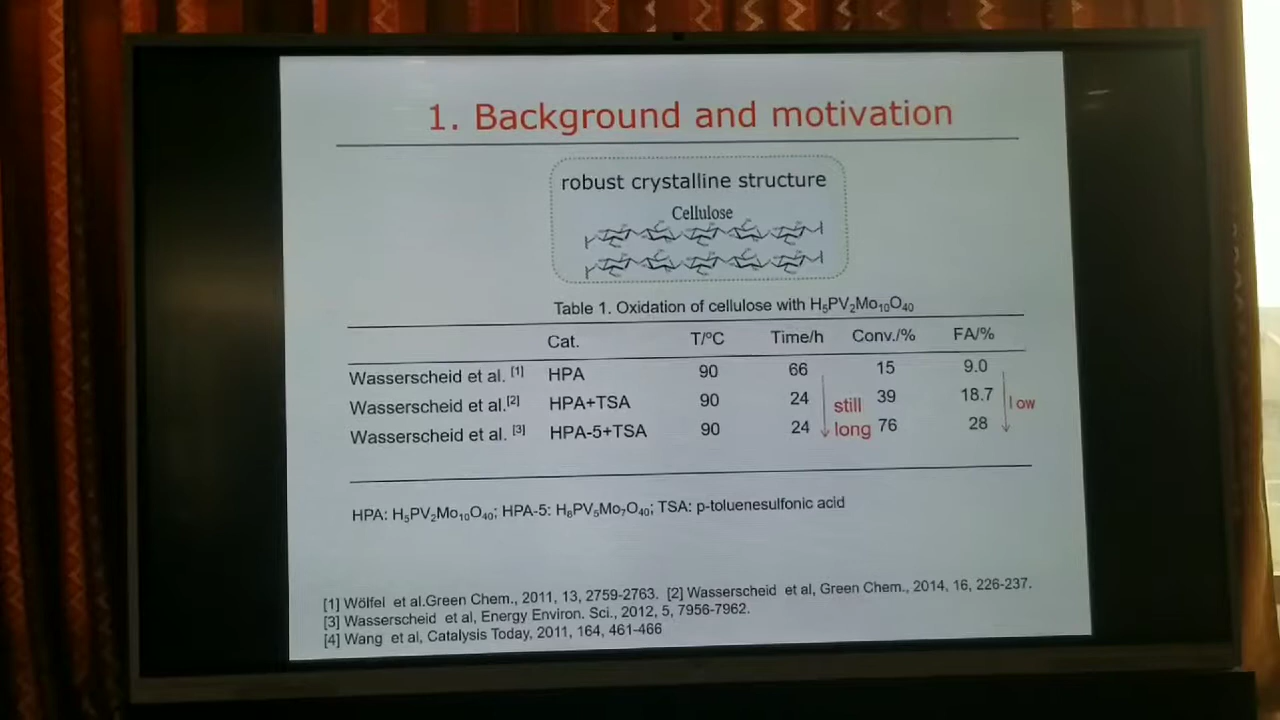 1. Background and motivation
robust crystalline structure
Cellulose
Table 1. Oxidation of cellulose with H₅PV₂Mo₁₀O₄₀
Cat. T/ºC Time/h Conv./% FA/%
Wasserscheid et al. [1] HPA 90 66 15 9.0
Wasserscheid et al.[2] HPA+TSA 90 24 39 18.7
Wasserscheid et al. [3] HPA-5+TSA 90 24 76 28
still
long
low
HPA: H₅PV₂Mo₁₀O₄₀; HPA-5: H₈PV₅Mo₇O₄₀; TSA: p-toluenesulfonic acid
[1] Wölfel et al.Green Chem., 2011, 13, 2759-2763. [2] Wasserscheid et al, Green Chem., 2014, 16, 226-237.
[3] Wasserscheid et al, Energy Environ. Sci., 2012, 5, 7956-7962.
[4] Wang et al, Catalysis Today, 2011, 164, 461-466